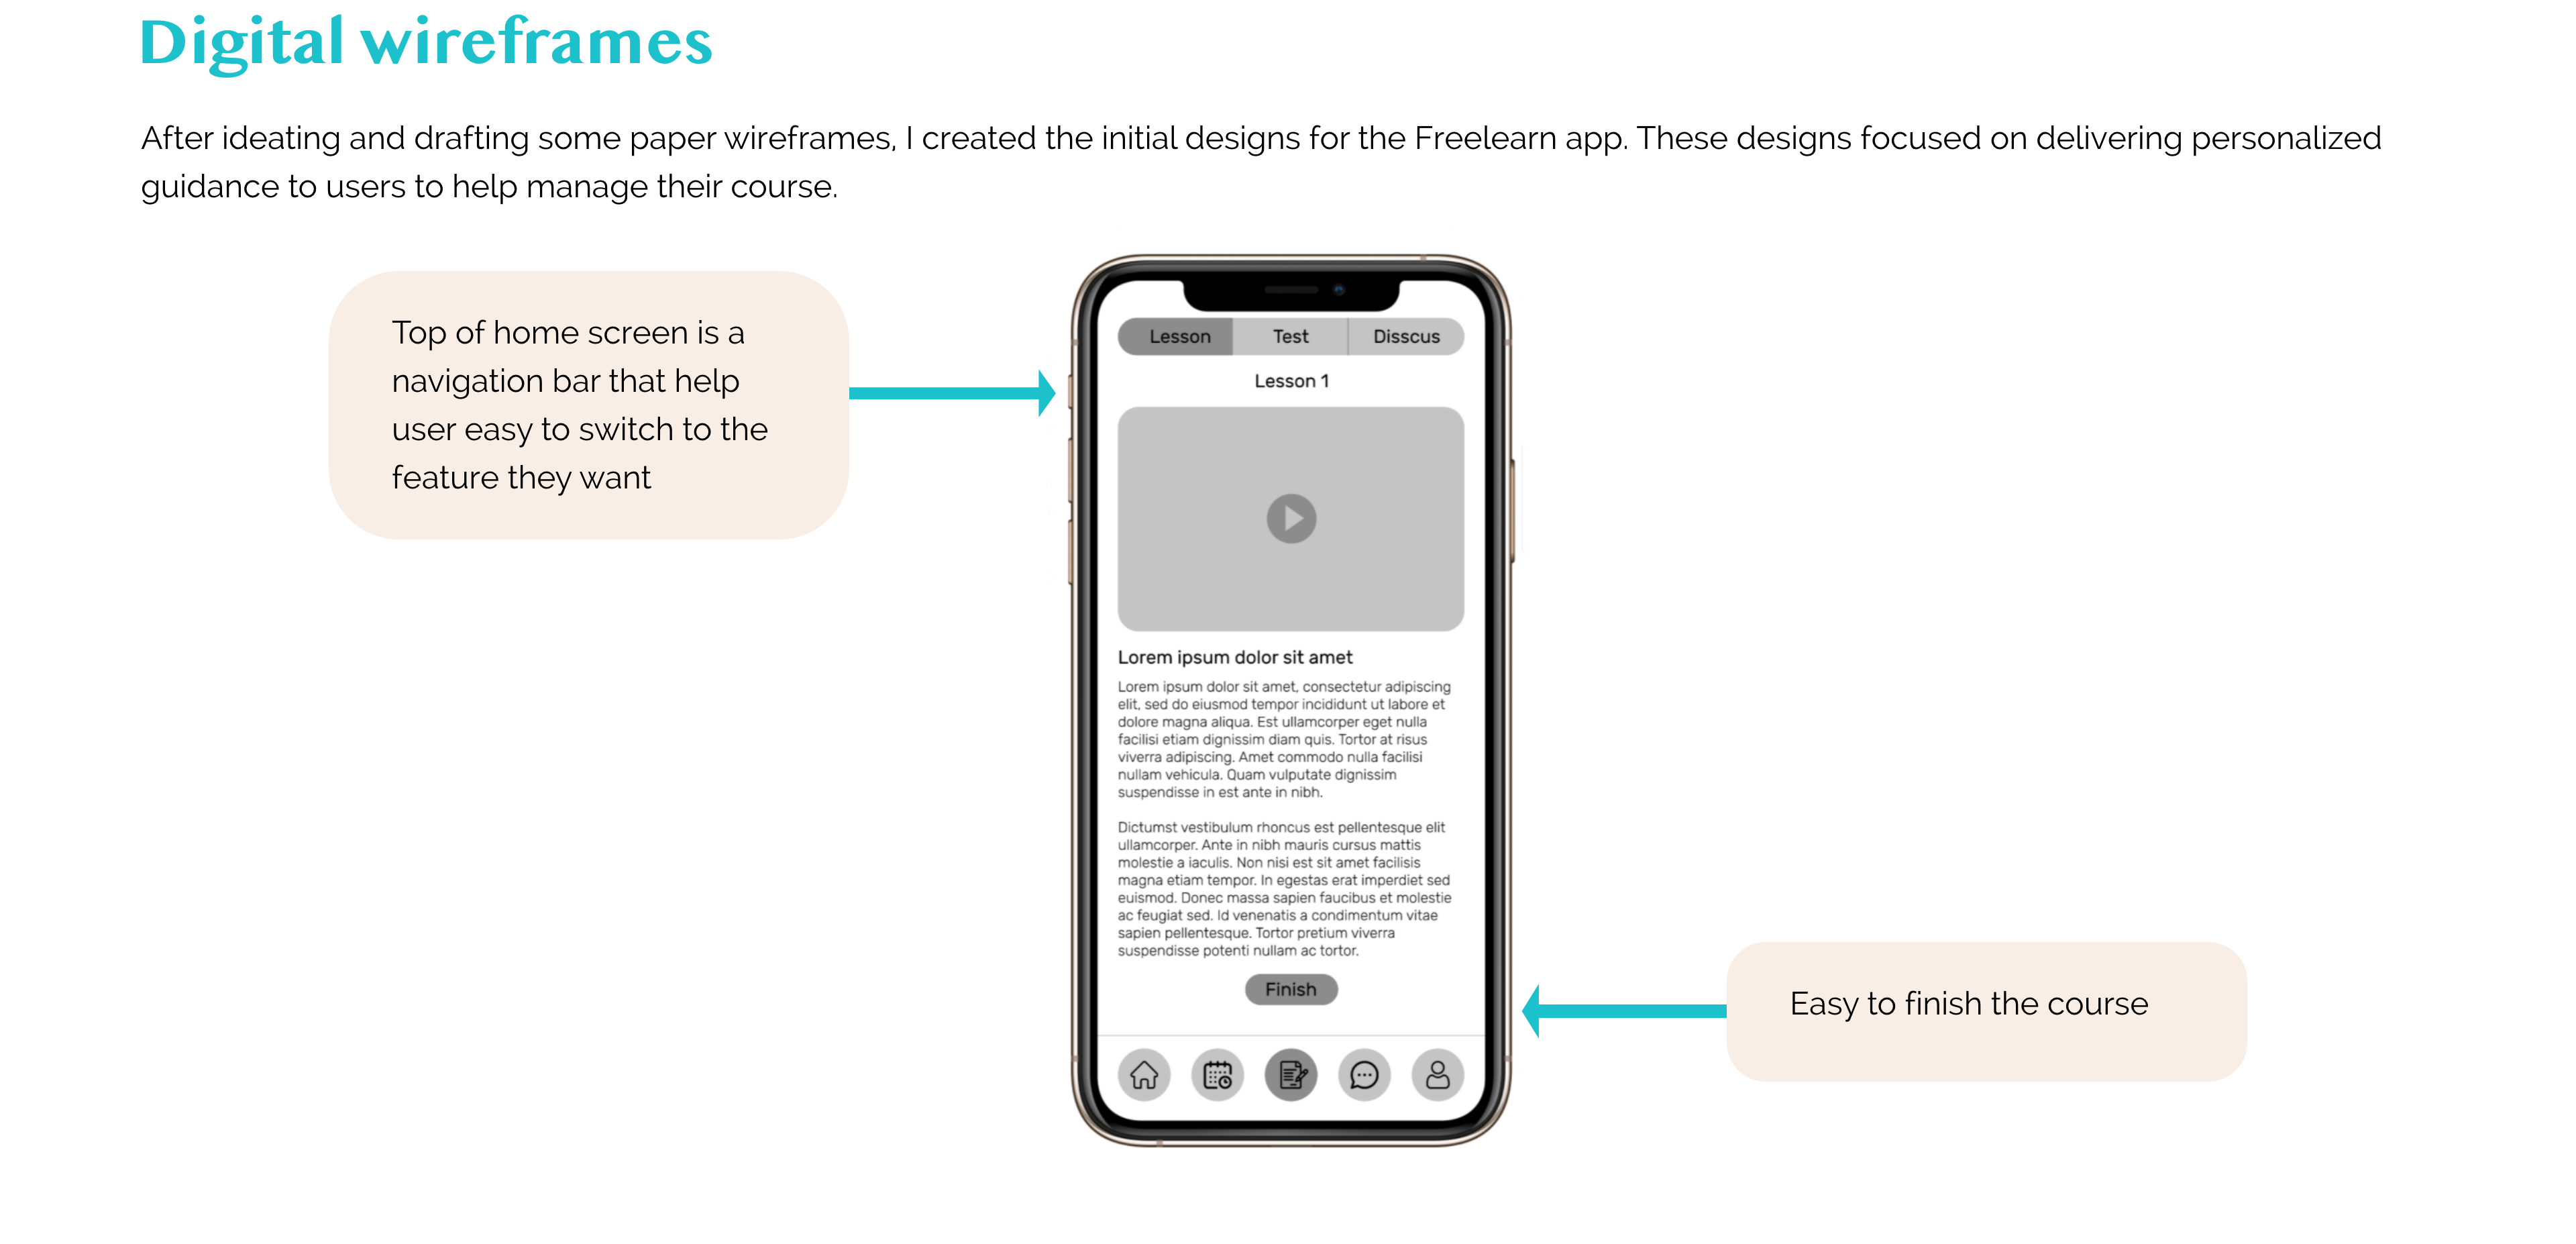 Digital wireframes
After ideating and drafting some paper wireframes, I created the initial designs for the Freelearn app. These designs focused on delivering personalized
guidance to users to help manage their course.
Top of home screen is a
navigation bar that help
user easy to switch to the
feature they want
Lesson Test Disscus
Lesson 1
Lorem ipsum dolor sit amet
Lorem ipsum dolor sit amet, consectetur adipiscing
elit, sed do eiusmod tempor incididunt ut labore et
dolore magna aliqua. Est ullamcorper eget nulla
facilisi etiam dignissim diam quis. Tortor at risus
viverra adipiscing. Amet commodo nulla facilisi
nullam vehicula. Quam vulputate dignissim
suspendisse in est ante in nibh.
Dictumst vestibulum rhoncus est pellentesque elit
ullamcorper. Ante in nibh mauris cursus mattis
molestie a iaculis. Non nisi est sit amet facilisis
magna etiam tempor. In egestas erat imperdiet sed
euismod. Donec massa sapien faucibus et molestie
ac feugiat sed. Id venenatis a condimentum vitae
sapien pellentesque. Tortor pretium viverra
suspendisse potenti nullam ac tortor.
Finish
Easy to finish the course